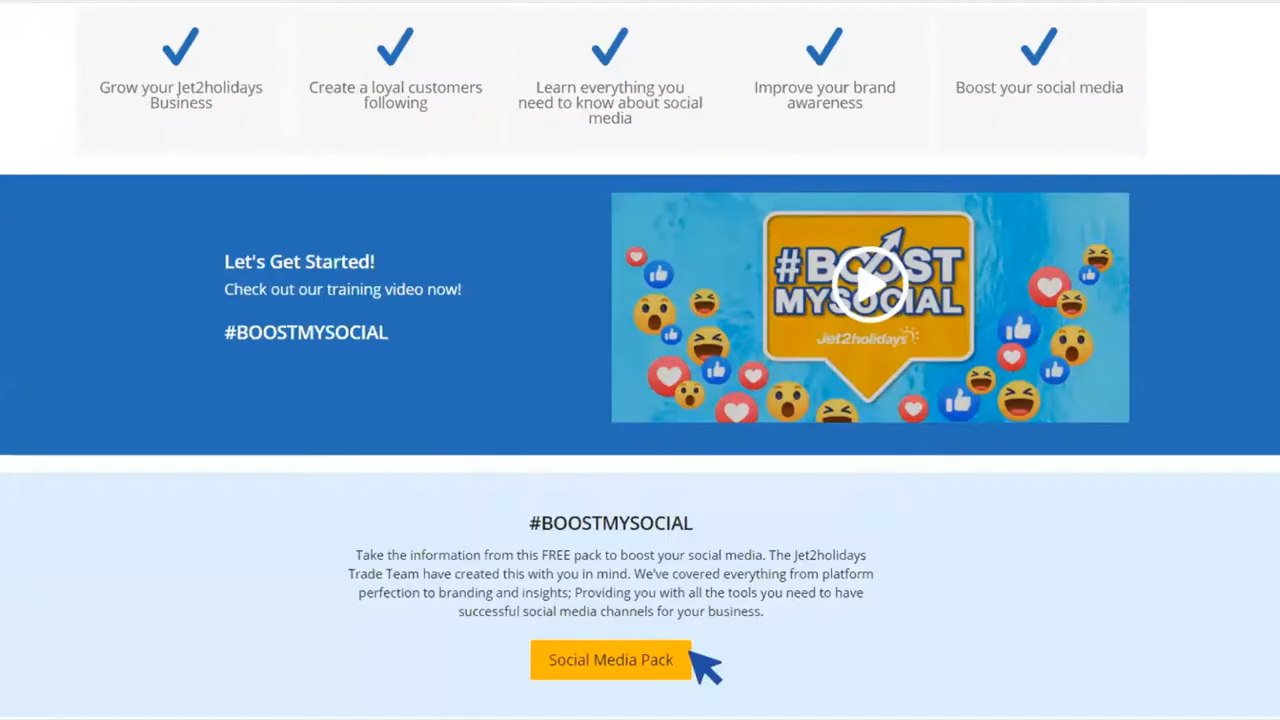 Grow your Jet2holidays
Business
Create a loyal customers
following
Learn everything you
need to know about social
media
Improve your brand
awareness
Boost your social media
Let's Get Started!
Check out our training video now!
#BOOSTMYSOCIAL
#BOOST
MYSOCIAL
Jet2holidays
#BOOSTMYSOCIAL
Take the information from this FREE pack to boost your social media. The Jet2holidays
Trade Team have created this with you in mind. We've covered everything from platform
perfection to branding and insights; Providing you with all the tools you need to have
successful social media channels for your business.
Social Media Pack